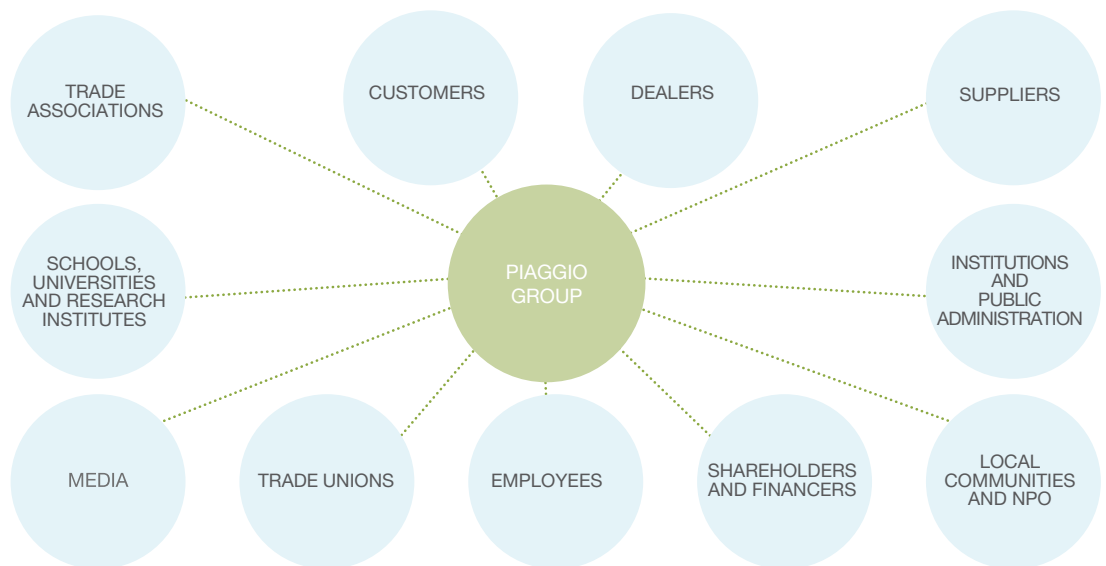 TRADE
ASSOCIATIONS
CUSTOMERS
DEALERS
SUPPLIERS
SCHOOLS,
UNIVERSITIES
AND RESEARCH
INSTITUTES
PIAGGIO
GROUP
INSTITUTIONS
AND
PUBLIC
ADMINISTRATION
MEDIA
TRADE UNIONS
EMPLOYEES
SHAREHOLDERS
AND FINANCERS
LOCAL
COMMUNITIES
AND NPO